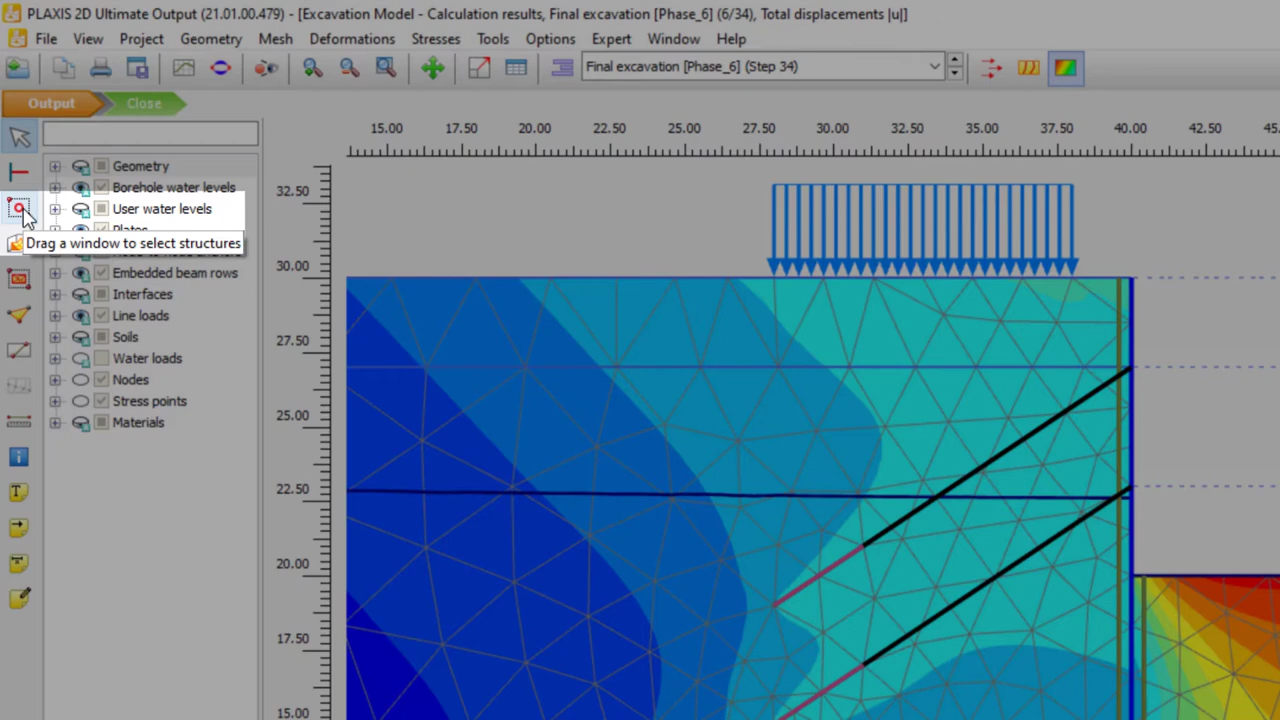 PLAXIS 2D Ultimate Output (21.01.00.479) - [Excavation Model - Calculation results, Final excavation [Phase_6] (6/34), Total displacements |u|]
File View Project Geometry Mesh Deformations Stresses Tools Options Expert Window Help
Final excavation [Phase_6] (Step 34)
Output Close
15.00 17.50 20.00 22.50 25.00 27.50 30.00 32.50 35.00 37.50 40.00 42.50 45.
Geometry
Borehole water levels
User water levels
Plates
Drag a window to select structures
Embedded beam rows
Interfaces
Line loads
Soils
Water loads
Nodes
Stress points
Materials
32.50
30.00
27.50
25.00
22.50
20.00
17.50
15.00